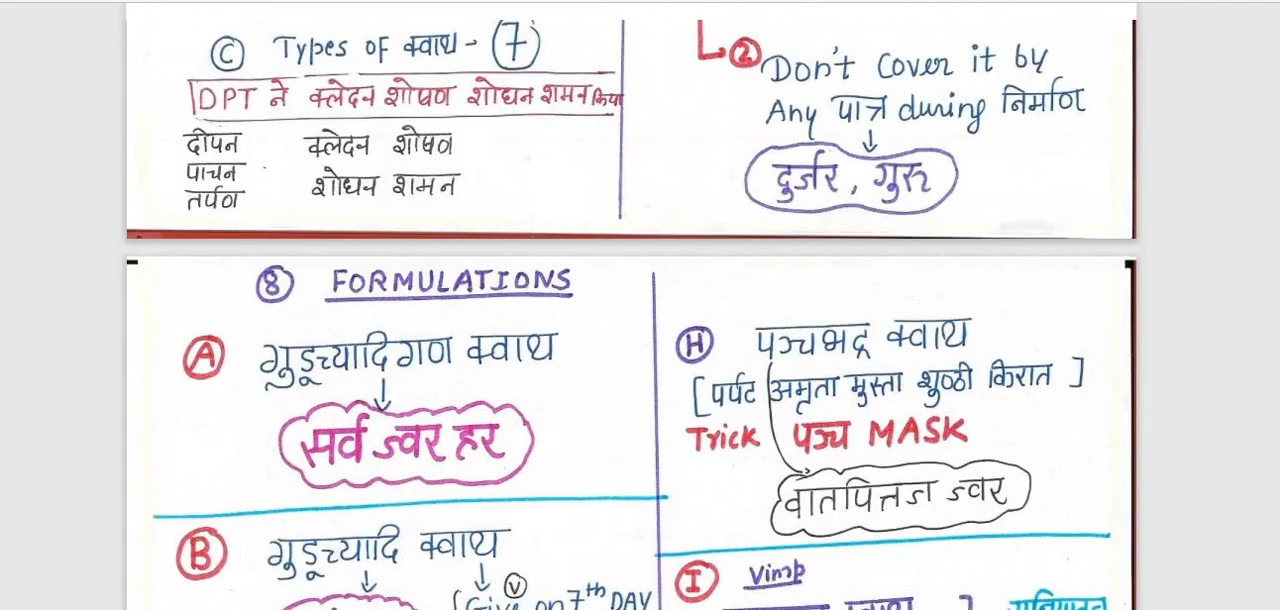 C Types of क्वाथ - 7
DPT ने क्लेदन शोषण शोधन शमन किया
दीपन क्लेदन शोषण
पाचन शोधन शमन
तर्पण
2 Don't Cover it by
Any पात्र during निर्माण
दुर्जर, गुरु
8 FORMULATIONS
A गुडूच्यादि गण क्वाथ
सर्व ज्वर हर
B गुडूच्यादि क्वाथ
V
Give on 7th DAY
H पञ्चभद्र क्वाथ
[पर्पट अमृता मुस्ता शुण्ठी किरात]
Trick पञ्च MASK
वातपित्तज ज्वर
I Vimp